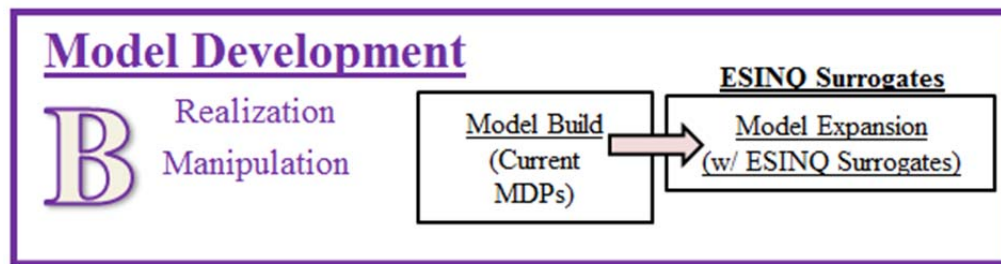 Model Development
B
Realization
Manipulation
Model Build
(Current
MDPs)
ESINQ Surrogates
Model Expansion
(w/ ESINQ Surrogates)